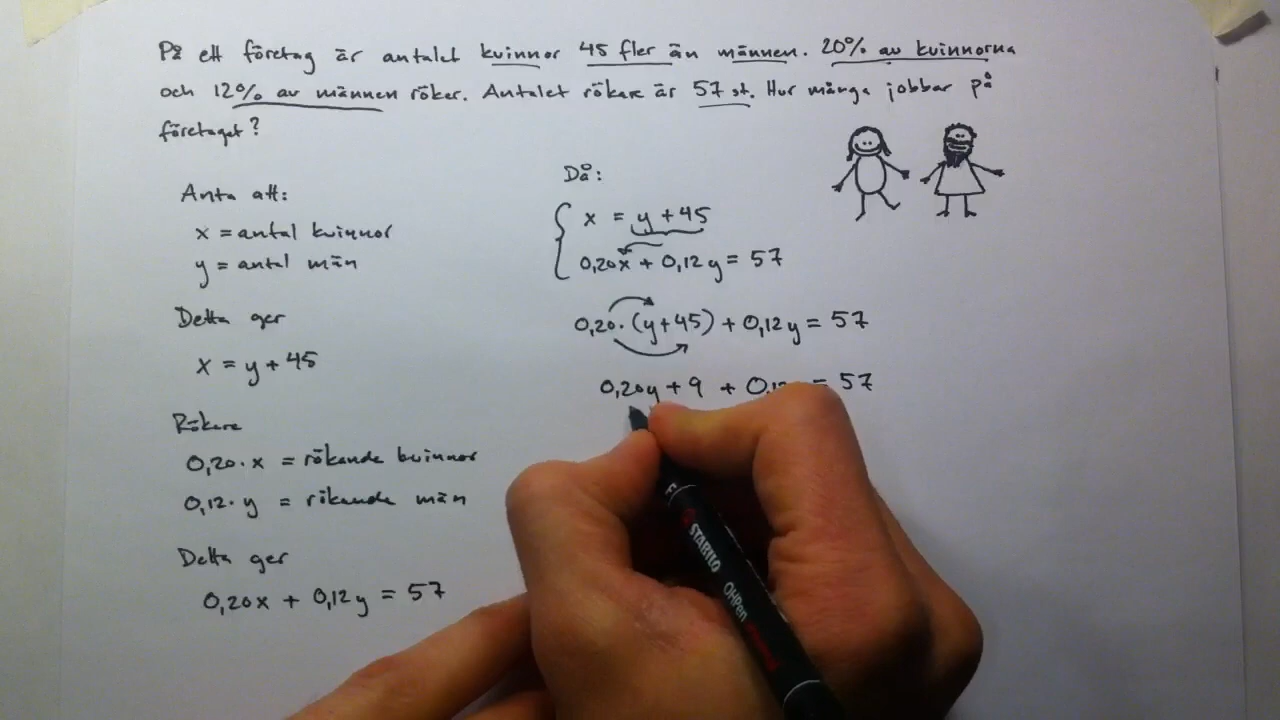 På ett företag är antalet kvinnor 45 fler än männen. 20% av kvinnorna
och 12% av männen röker. Antalet rökare är 57 st. Hur många jobbar på
företaget?
Anta att:
x = antal kvinnor
y = antal män
Detta ger
x = y + 45
Rökare
0,20·x = rökande kvinnor
0,12·y = rökande män
Detta ger
0,20x + 0,12y = 57
Då:
x = y + 45
0,20x + 0,12y = 57
0,20·(y+45) + 0,12y = 57
0,20y + 9 + = 57
STABILO OHPen